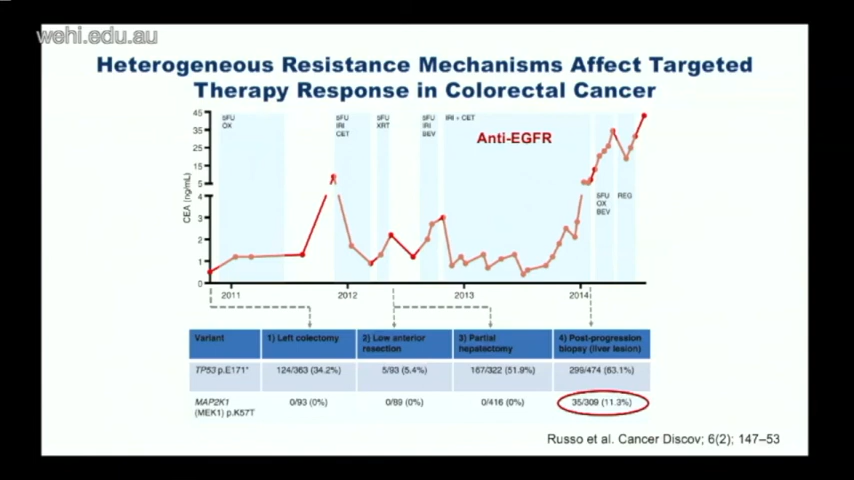 wehi.edu.au
Heterogeneous Resistance Mechanisms Affect Targeted
Therapy Response in Colorectal Cancer
45
35
25
15
5
4
3
2
1
0
CEA (ng/mL)
5FU
OX
5FU
IRI
CET
5FU
XRT
5FU
IRI
BEV
IRI + CET
Anti-EGFR
5FU
OX
BEV
REG
2011
2012
2013
2014
Variant 1) Left colectomy 2) Low anterior resection 3) Partial hepatectomy 4) Post-progression biopsy (liver lesion)
TP53 p.E171* 124/363 (34.2%) 5/93 (5.4%) 167/322 (51.9%) 299/474 (63.1%)
MAP2K1 (MEK1) p.K57T 0/93 (0%) 0/89 (0%) 0/416 (0%) 35/309 (11.3%)
Russo et al. Cancer Discov; 6(2); 147–53